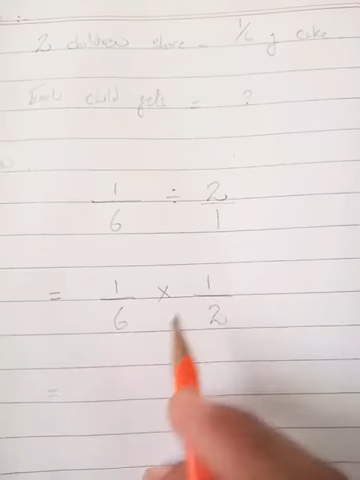 2 children share 1/6 of cake
Each child gets = ?
1/6 ÷ 2/1
= 1/6 × 1/2
=